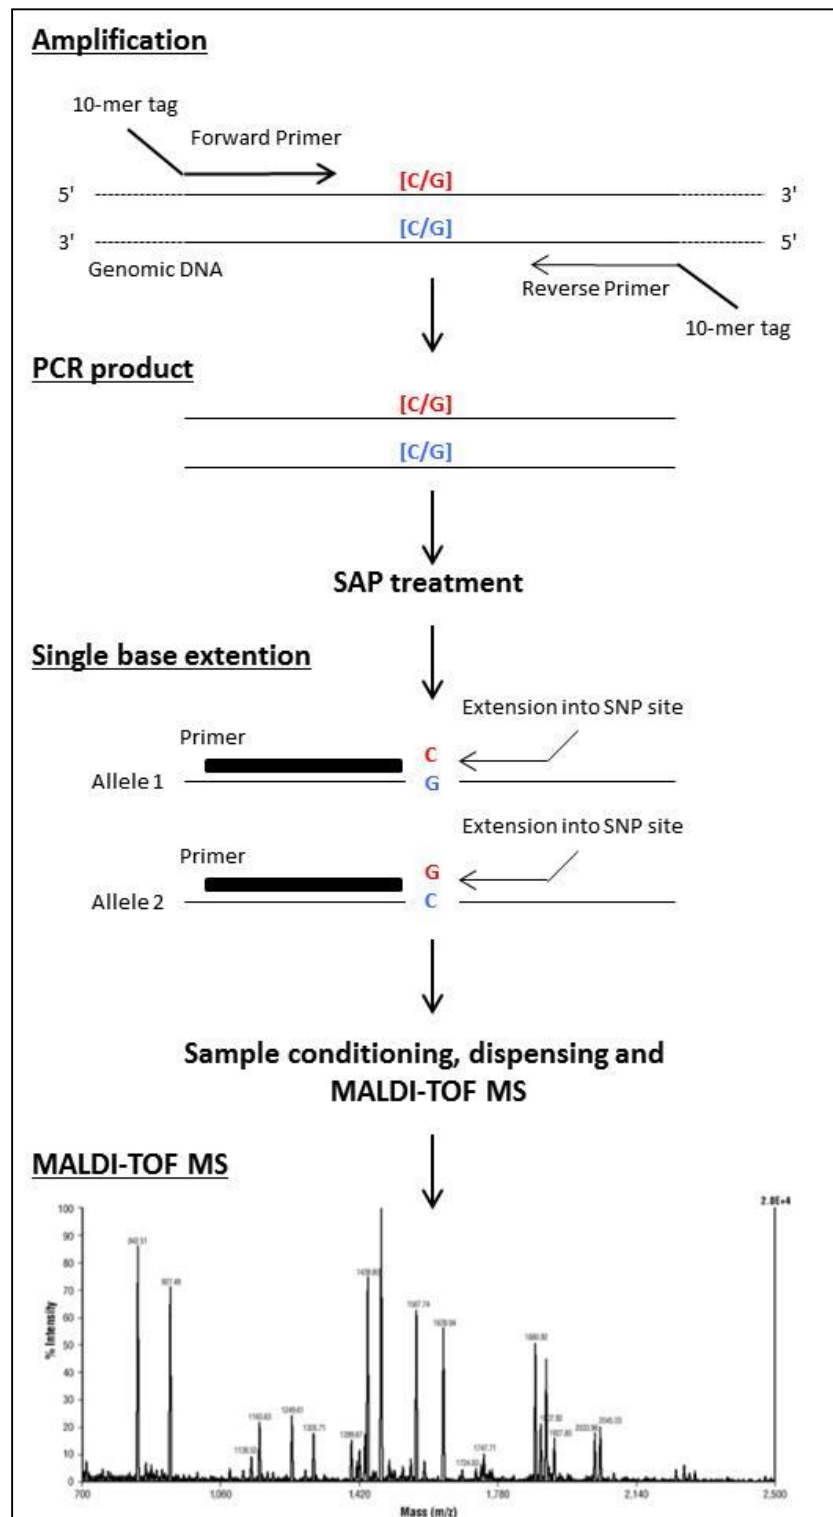 Amplification
10-mer tag
Forward Primer
[C/G]
5'
3'
[C/G]
3'
5'
Genomic DNA
Reverse Primer
10-mer tag
PCR product
[C/G]
[C/G]
SAP treatment
Single base extention
Extension into SNP site
Primer
C
Allele 1
G
Extension into SNP site
Primer
G
Allele 2
C
Sample conditioning, dispensing and
MALDI-TOF MS
MALDI-TOF MS
2.0E+4
100
90
80
70
60
50
40
30
20
10
0
% Intensity
700
1,060
1,420
1,780
2,140
2,500
Mass (m/z)